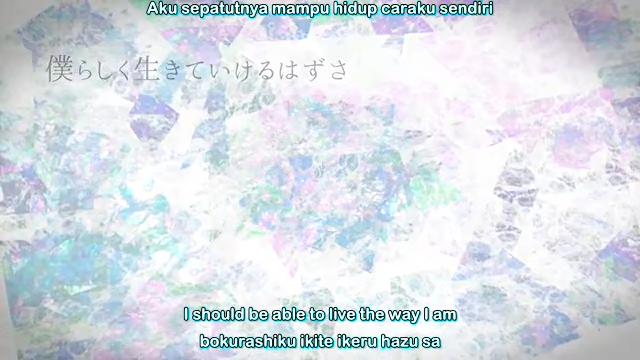 Aku sepatutnya mampu hidup caraku sendiri
僕らしく生きていけるはずさ
I should be able to live the way I am
bokurashiku ikite ikeru hazu sa